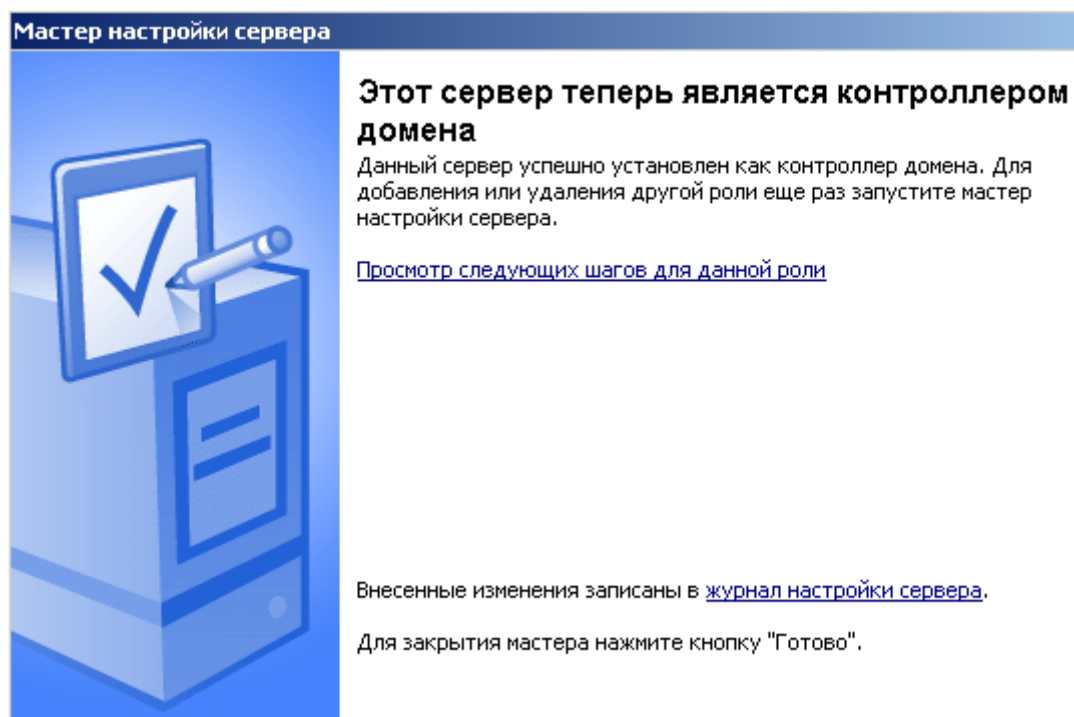 Мастер настройки сервера
Этот сервер теперь является контроллером
домена
Данный сервер успешно установлен как контроллер домена. Для
добавления или удаления другой роли еще раз запустите мастер
настройки сервера.
Просмотр следующих шагов для данной роли
Внесенные изменения записаны в журнал настройки сервера.
Для закрытия мастера нажмите кнопку "Готово".